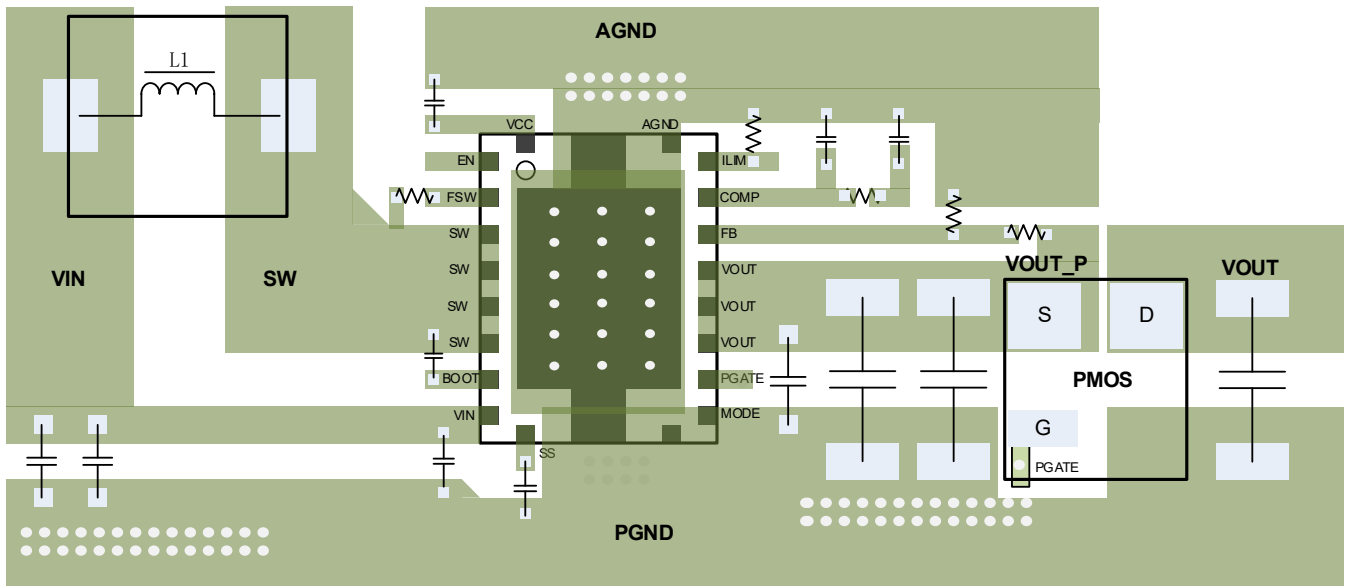 AGND
L1
VCC
AGND
EN
ILIM
FSW
COMP
SW
FB
VIN
SW
SW
VOUT
VOUT_P
VOUT
SW
VOUT
S
D
SW
VOUT
BOOT
PGATE
PMOS
VIN
MODE
G
SS
PGATE
PGND